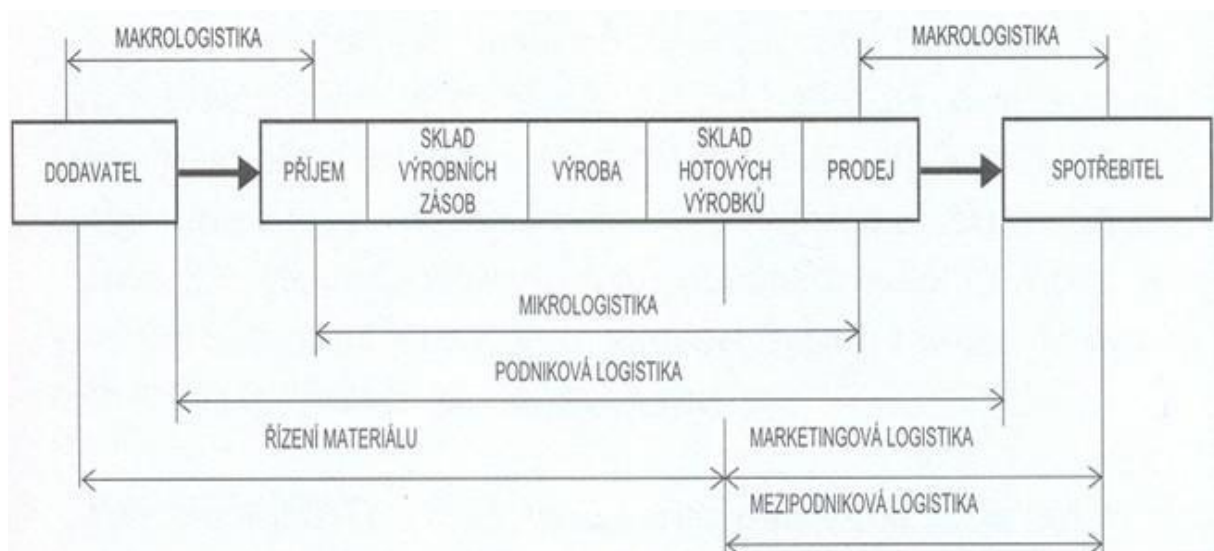 MAKROLOGISTIKA
MAKROLOGISTIKA
DODAVATEL
PŘÍJEM
SKLAD
VÝROBNÍCH
ZÁSOB
VÝROBA
SKLAD
HOTOVÝCH
VÝROBKŮ
PRODEJ
SPOTŘEBITEL
MIKROLOGISTIKA
PODNIKOVÁ LOGISTIKA
ŘÍZENÍ MATERIÁLU
MARKETINGOVÁ LOGISTIKA
MEZIPODNIKOVÁ LOGISTIKA